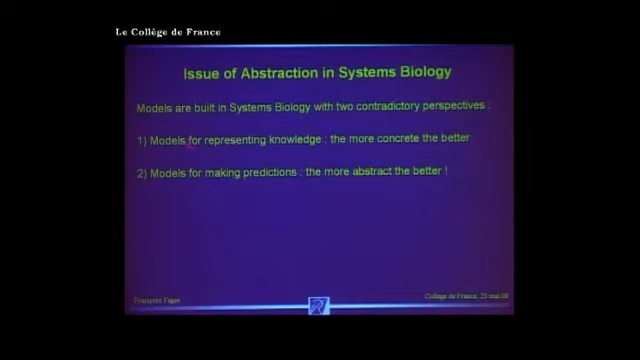 Le Collège de France
Issue of Abstraction in Systems Biology
Models are built in Systems Biology with two contradictory perspectives :
1) Models for representing knowledge : the more concrete the better
2) Models for making predictions : the more abstract the better !
François Fages
Collège de France, 23 mai 08